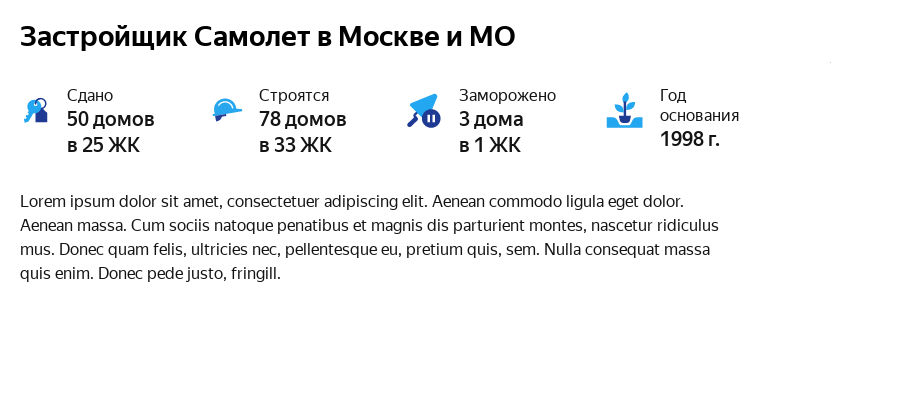 Застройщик Самолет в Москве и МО
Сдано
50 домов
в 25 ЖК
Строятся
78 домов
в 33 ЖК
Заморожено
3 дома
в 1 ЖК
Год
основания
1998 г.
Lorem ipsum dolor sit amet, consectetuer adipiscing elit. Aenean commodo ligula eget dolor.
Aenean massa. Cum sociis natoque penatibus et magnis dis parturient montes, nascetur ridiculus
mus. Donec quam felis, ultricies nec, pellentesque eu, pretium quis, sem. Nulla consequat massa
quis enim. Donec pede justo, fringill.